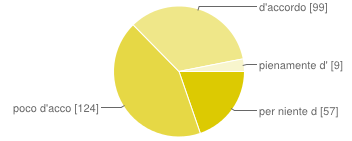 d'accordo [99]
pienamente d' [9]
poco d'acco [124]
per niente d [57]